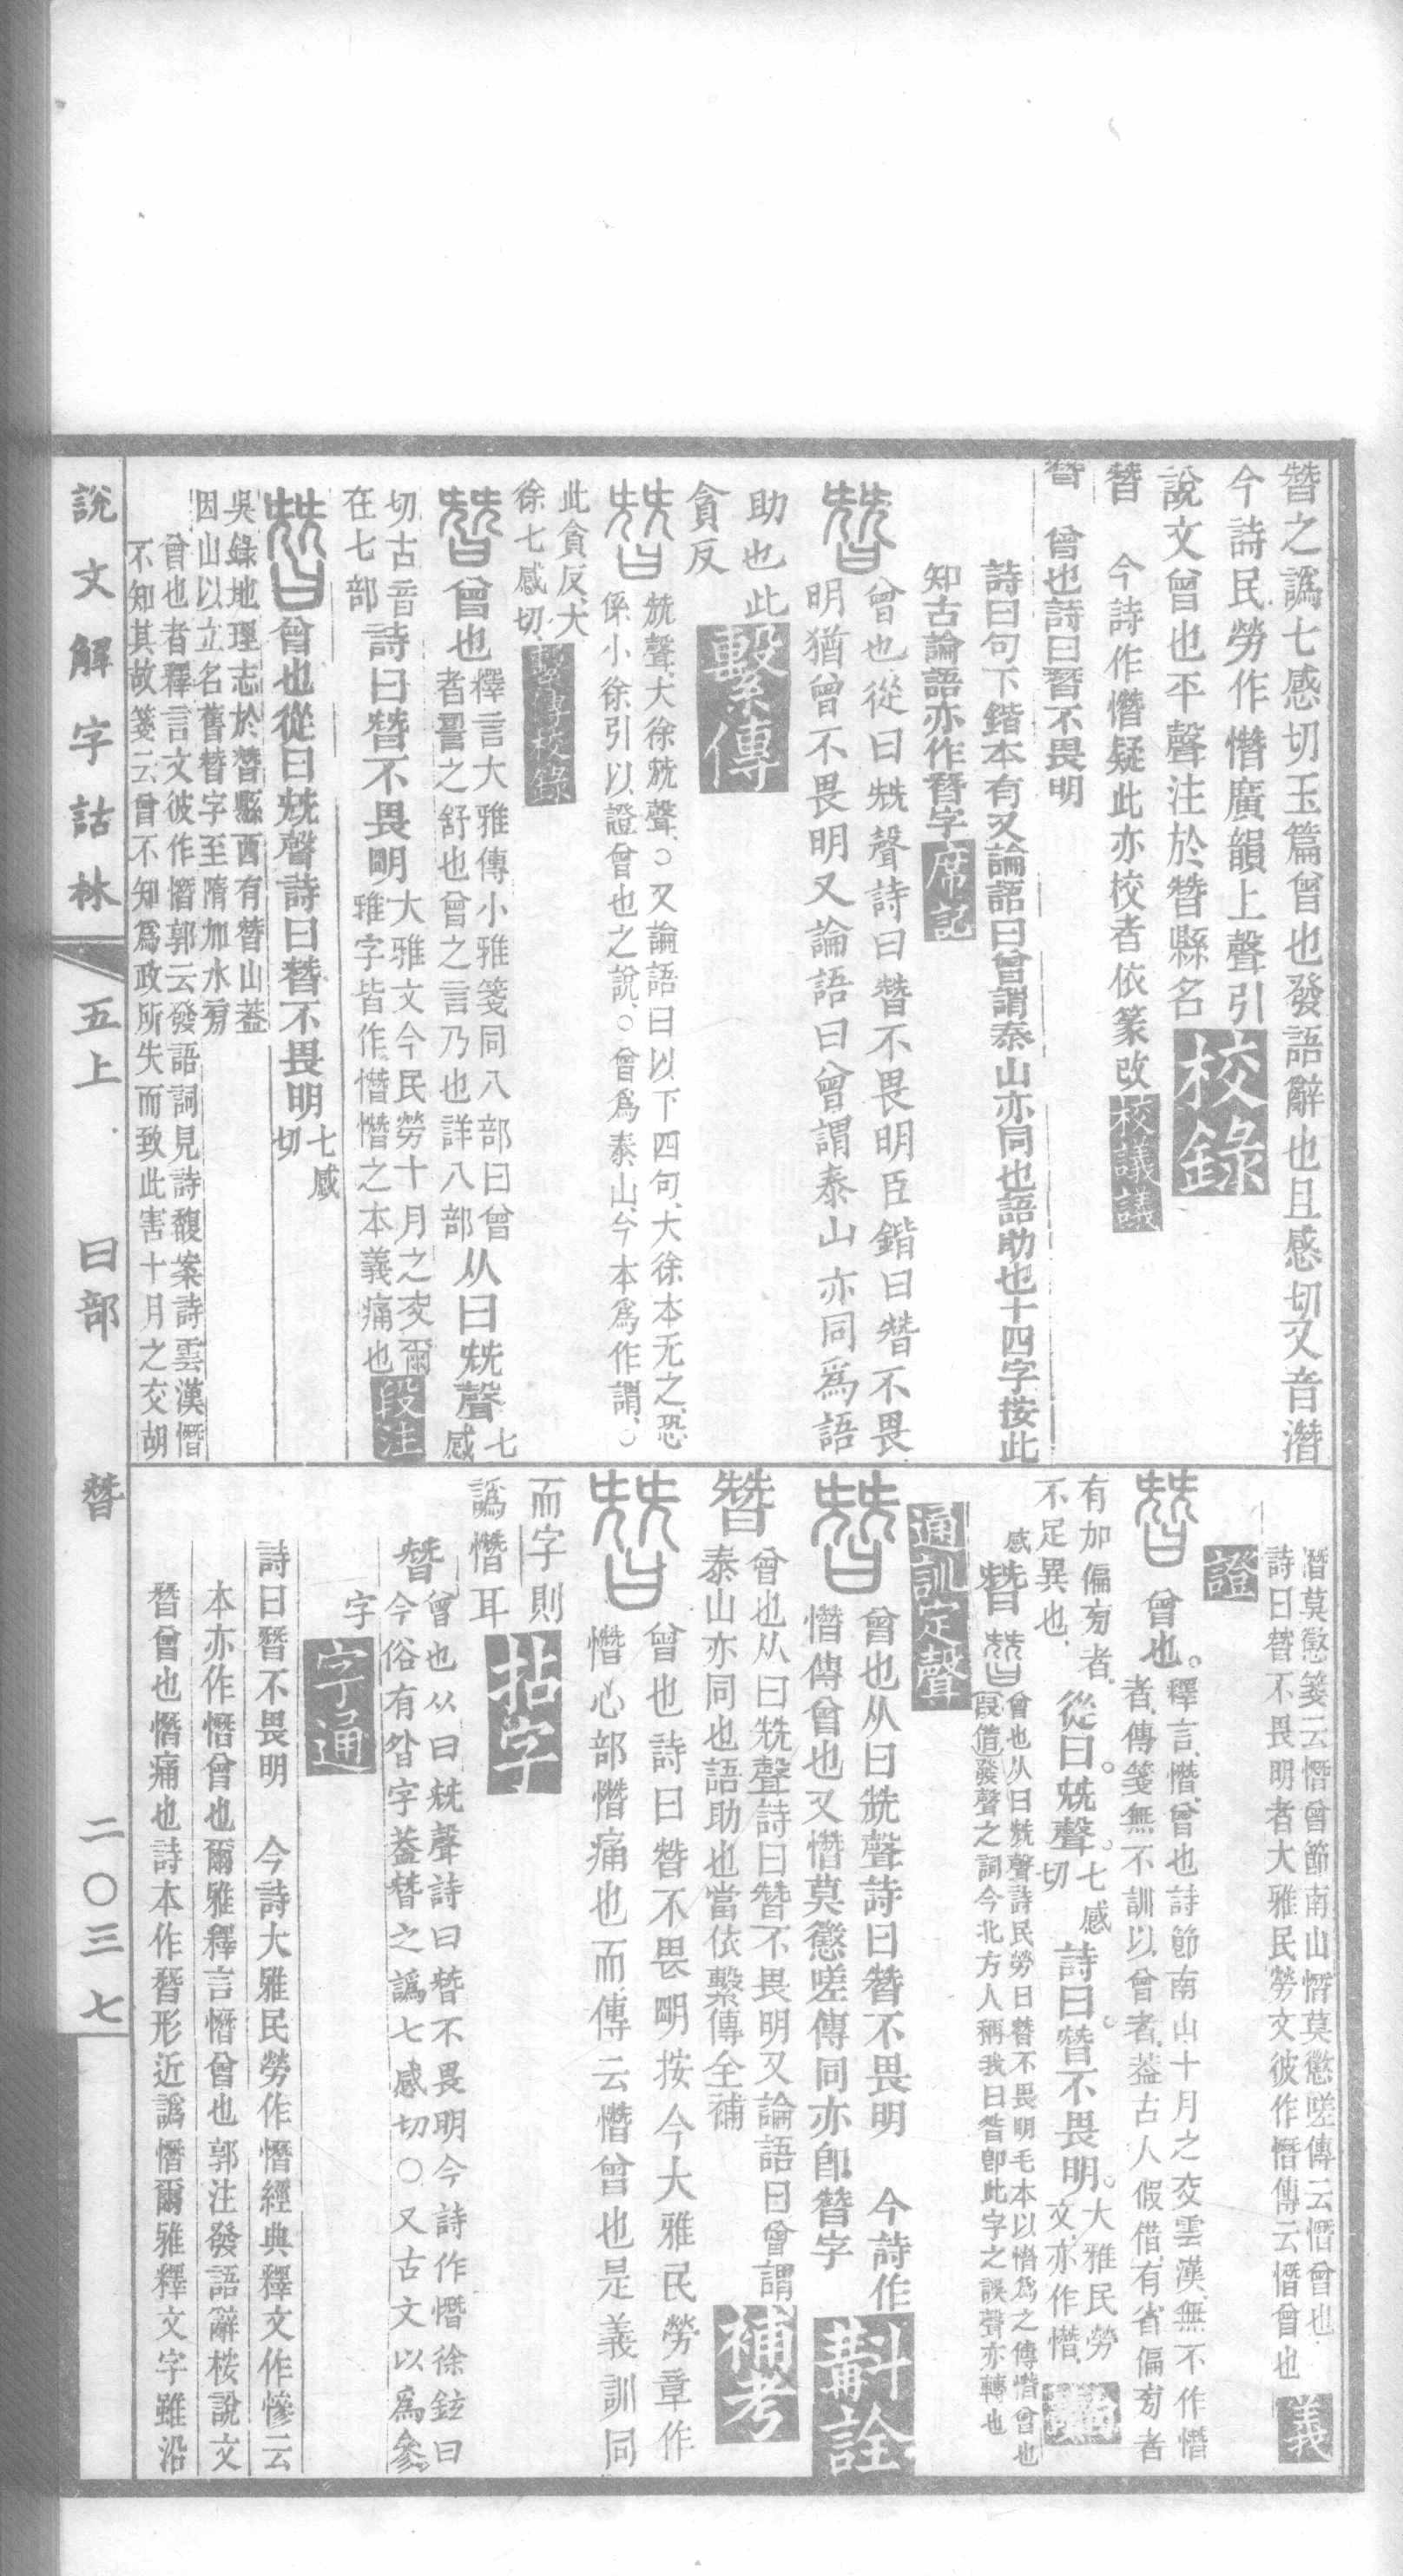 朁之譌七感切玉篇曾也發語辭也且感切又音潛
今詩民勞作憯廣韻上聲引
說文曾也平聲注於朁縣名
校錄
朁 今詩作憯疑此亦校者依篆改
校議議
朁 曾也詩曰朁不畏明
詩曰句下鍇本有又論語曰曾謂泰山亦同也語助也十四字按此
知古論語亦作朁字
席記
曾也從曰兓聲詩曰朁不畏明臣鍇曰朁不畏
明猶曾不畏明又論語曰曾謂泰山亦同爲語
助也此
貪反
繫傳
兓聲大徐兓聲○又論語曰以下四句大徐本无之恐
係小徐引以證曾也之說○曾爲泰山今本爲作謂○
此貪反大
徐七感切
繫傳校錄
朁 曾也
釋言大雅傳小雅箋同八部曰曾
者䛐之舒也曾之言乃也詳八部
从曰兓聲
七感
切古音
在七部
詩曰朁不畏明
大雅文今民勞十月之交爾
雅字皆作憯憯之本義痛也
段注
曾也從曰兓聲詩曰朁不畏明
七感
切
吳錄地理志於朁縣西有朁山葢
因山以立名舊朁字至隋加水旁
曾也者釋言文彼作憯郭云發語詞見詩馥案詩雲漢憯
不知其故箋云曾不知爲政所失而致此害十月之交胡
憯莫懲箋云憯曾節南山憯莫懲嗟傳云憯曾也
詩曰朁不畏明者大雅民勞文彼作憯傳云憯曾也
義
證
曾也
釋言憯曾也詩節南山十月之交雲漢無不作憯
者傳箋無不訓以曾者葢古人假借有省偏旁者
有加偏旁者
不足異也
從曰兓聲
七感
切
詩曰朁不畏明
大雅民勞
文亦作憯
感
朁
曾也从曰兓聲詩民勞曰朁不畏明毛本以憯爲之傳憯曾也
叚借發聲之詞今北方人稱我曰昝卽此字之誤聲亦轉也
通訓定聲
曾也从曰兓聲詩曰朁不畏明 今詩作
憯傳曾也又憯莫懲嗟傳同亦卽朁字
斠詮
朁
曾也从曰兓聲詩曰朁不畏明又論語曰曾謂
泰山亦同也語助也當依繫傳全補
補考
曾也詩曰朁不畏明按今大雅民勞章作
憯心部憯痛也而傳云憯曾也是義訓同
而字則
譌憯耳
拈字
朁
曾也从曰兓聲詩曰朁不畏明今詩作憯徐鉉曰
今俗有昝字葢朁之譌七感切○又古文以爲參
字
字通
詩曰朁不畏明 今詩大雅民勞作憯經典釋文作慘云
本亦作憯曾也爾雅釋言憯曾也郭注發語辭桉說文
朁曾也憯痛也詩本作朁形近譌憯爾雅釋文字雖沿
說文解字詁林 五上 曰部 朁 二〇三七